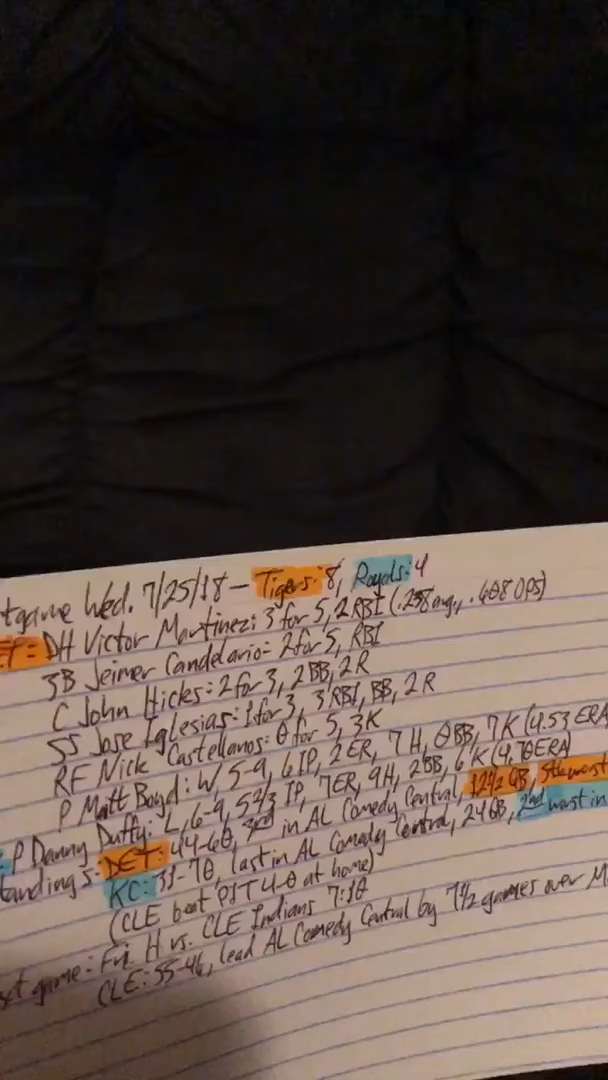 tgame Wed. 7/25/18 - Tigers: 8, Royals: 4
DET: DH Victor Martinez: 3 for 5, 2 RBI (.238 avg., .608 OPS)
3B Jeimer Candelario: 2 for 5, RBI
C John Hicks: 2 for 3, 2 BB, 2 R
SS Jose Iglesias: 1 for 3, 3 RBI, BB, 2 R
RF Nick Castellanos: 0 for 5, 3K
P Matt Boyd: W, 5-9, 6 IP, 2 ER, 7 H, 0 BB, 7 K (4.53 ERA
: P Danny Duffy: L, 6-9, 5 2/3 IP, 7 ER, 9 H, 2 BB, 6 K (4.70 ERA)
tandings: DET: 44-60, 3rd in AL Comedy Central, 12 1/2 GB, 5th worst
KC: 31-70, last in AL Comedy Central, 24 GB, 2nd worst in
(CLE beat PIT 4-0 at home)
ext game: Fri. H vs. CLE Indians 7:10
CLE: 55-46, lead AL Comedy Central by 7 1/2 games over M